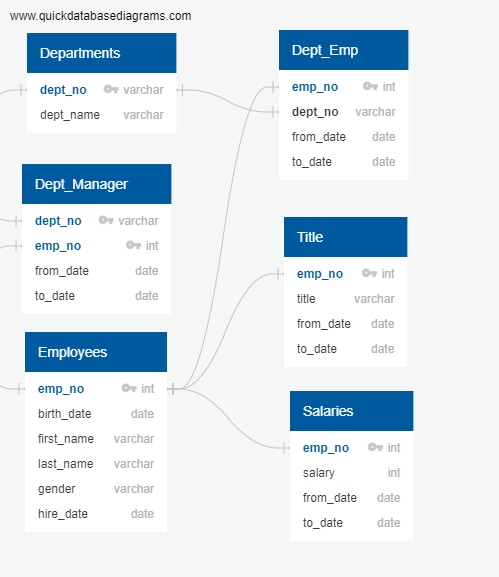 www.quickdatabasediagrams.com
Departments
dept_no varchar
dept_name varchar
Dept_Emp
emp_no int
dept_no varchar
from_date date
to_date date
Dept_Manager
dept_no varchar
emp_no int
from_date date
to_date date
Title
emp_no int
title varchar
from_date date
to_date date
Employees
emp_no int
birth_date date
first_name varchar
last_name varchar
gender varchar
hire_date date
Salaries
emp_no int
salary int
from_date date
to_date date